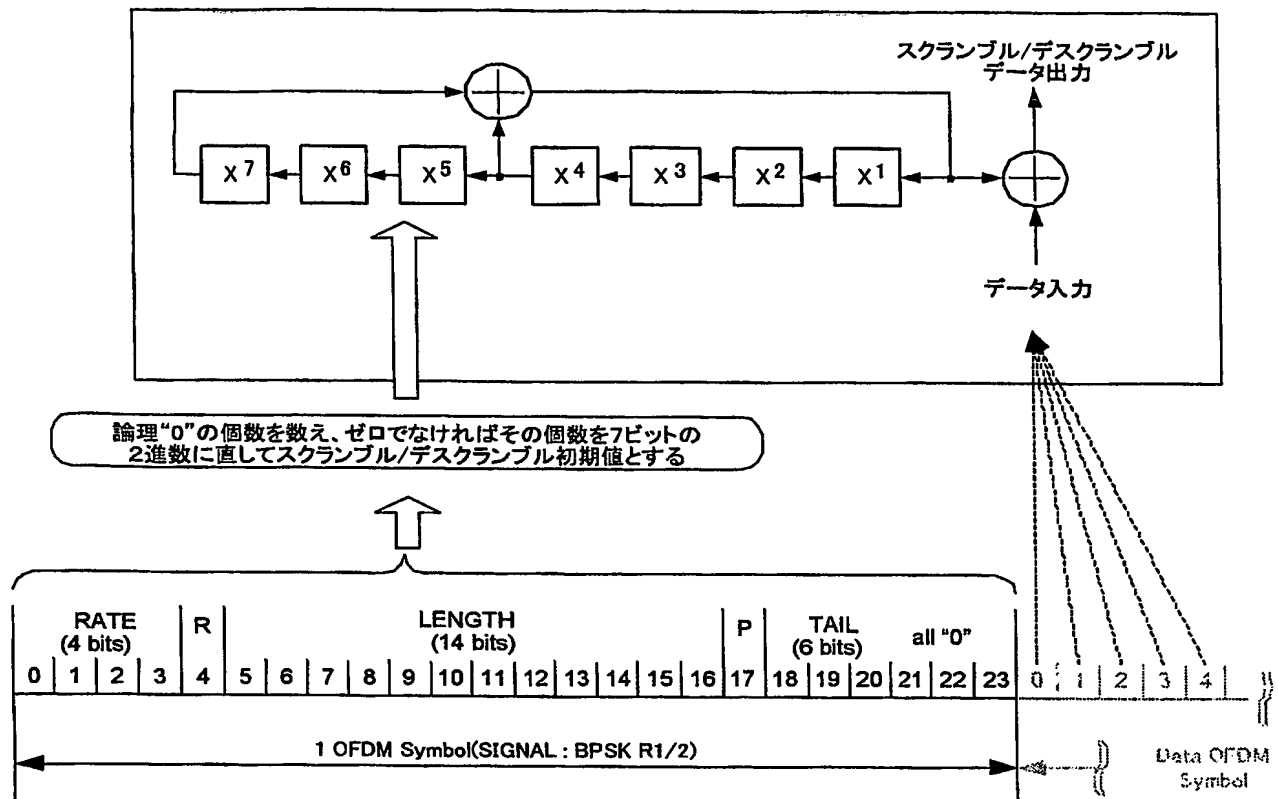 スクランブル/デスクランブル
データ出力
X7 X6 X5 X4 X3 X2 X1
データ入力
論理“0”の個数を数え、ゼロでなければその個数を7ビットの
2進数に直してスクランブル/デスクランブル初期値とする
RATE R LENGTH P TAIL all “0”
(4 bits) (14 bits) (6 bits)
0 1 2 3 4 5 6 7 8 9 10 11 12 13 14 15 16 17 18 19 20 21 22 23 0 1 2 3 4
1 OFDM Symbol(SIGNAL : BPSK R1/2)
Data OFDM
Symbol